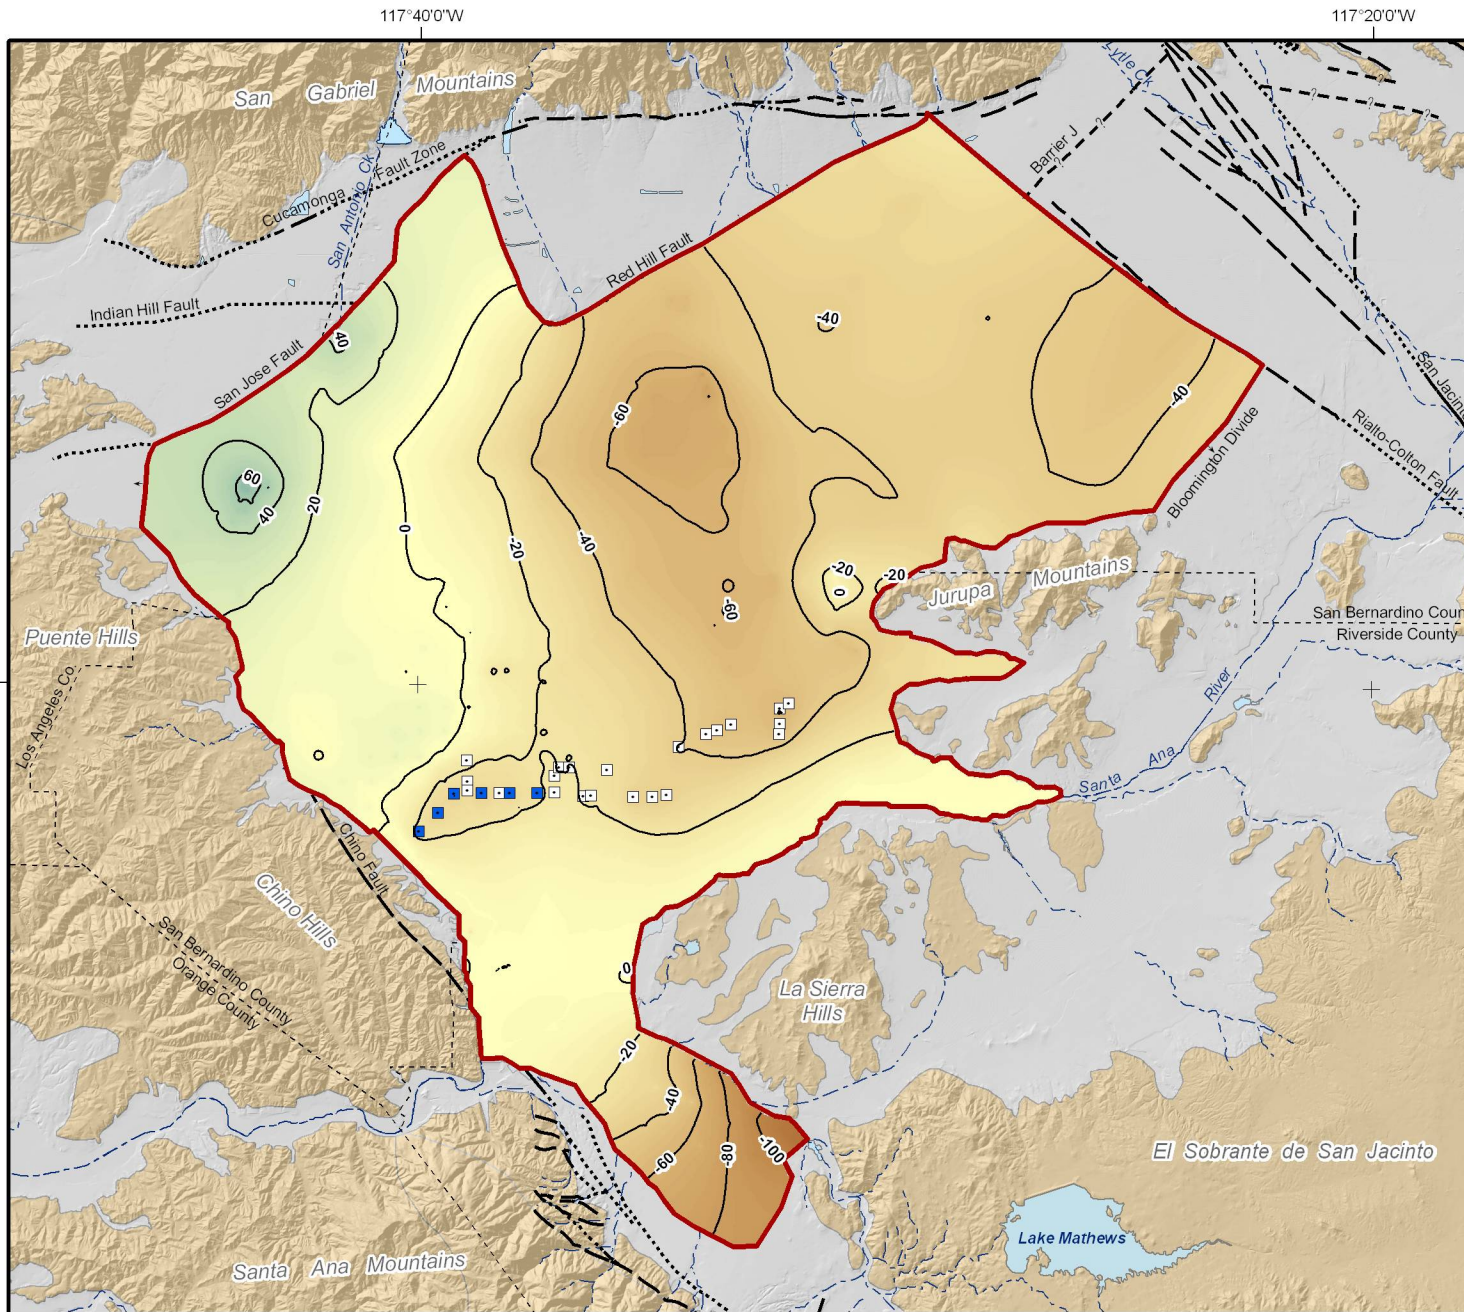 117°40'0"W
117°20'0"W
San Gabriel Mountains
Lytle Ck
Barrier J
?
?
?
?
?
Cucamonga Fault Zone
San Antonio Ck
Red Hill Fault
Indian Hill Fault
San Jose Fault
40
-40
-40
San Jacinto
Rialto-Colton Fault
Bloomington Divide
60
40
-20
0
-20
-40
-60
-60
-20
0
-20
Jurupa Mountains
San Bernardino Coun
Riverside County
Puente Hills
Los Angeles Co.
River
Santa Ana
Chino Fault
Chino Hills
San Bernardino County
Orange County
0
La Sierra
Hills
-20
-40
-60
-80
-100
El Sobrante de San Jacinto
Lake Mathews
Santa Ana Mountains